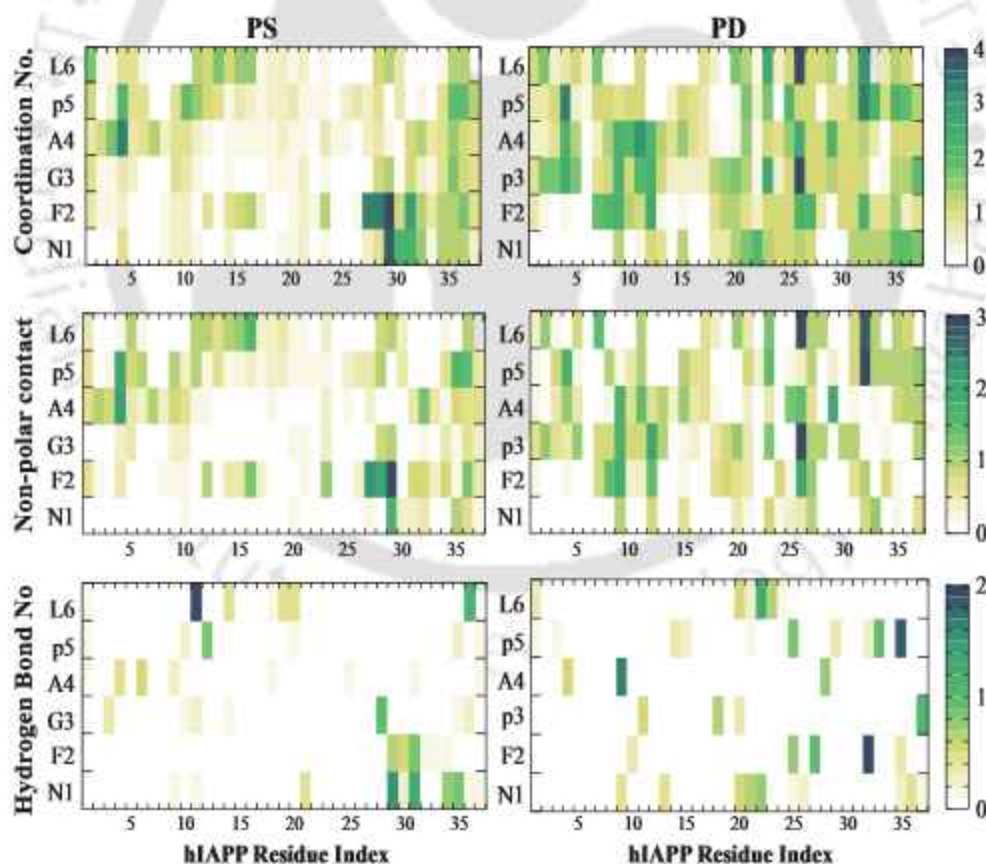 PS PD
Coordination No.
L6 L6 4
p5 p5 3
A4 A4
G3 p3 2
F2 F2 1
N1 N1 0
5 10 15 20 25 30 35 5 10 15 20 25 30 35
Non-polar contact
L6 L6 3
p5 p5
A4 A4 2
G3 p3
F2 F2 1
N1 N1 0
5 10 15 20 25 30 35 5 10 15 20 25 30 35
Hydrogen Bond No
L6 L6 2
p5 p5
A4 A4
G3 p3 1
F2 F2
N1 N1 0
5 10 15 20 25 30 35 5 10 15 20 25 30 35
hIAPP Residue Index hIAPP Residue Index